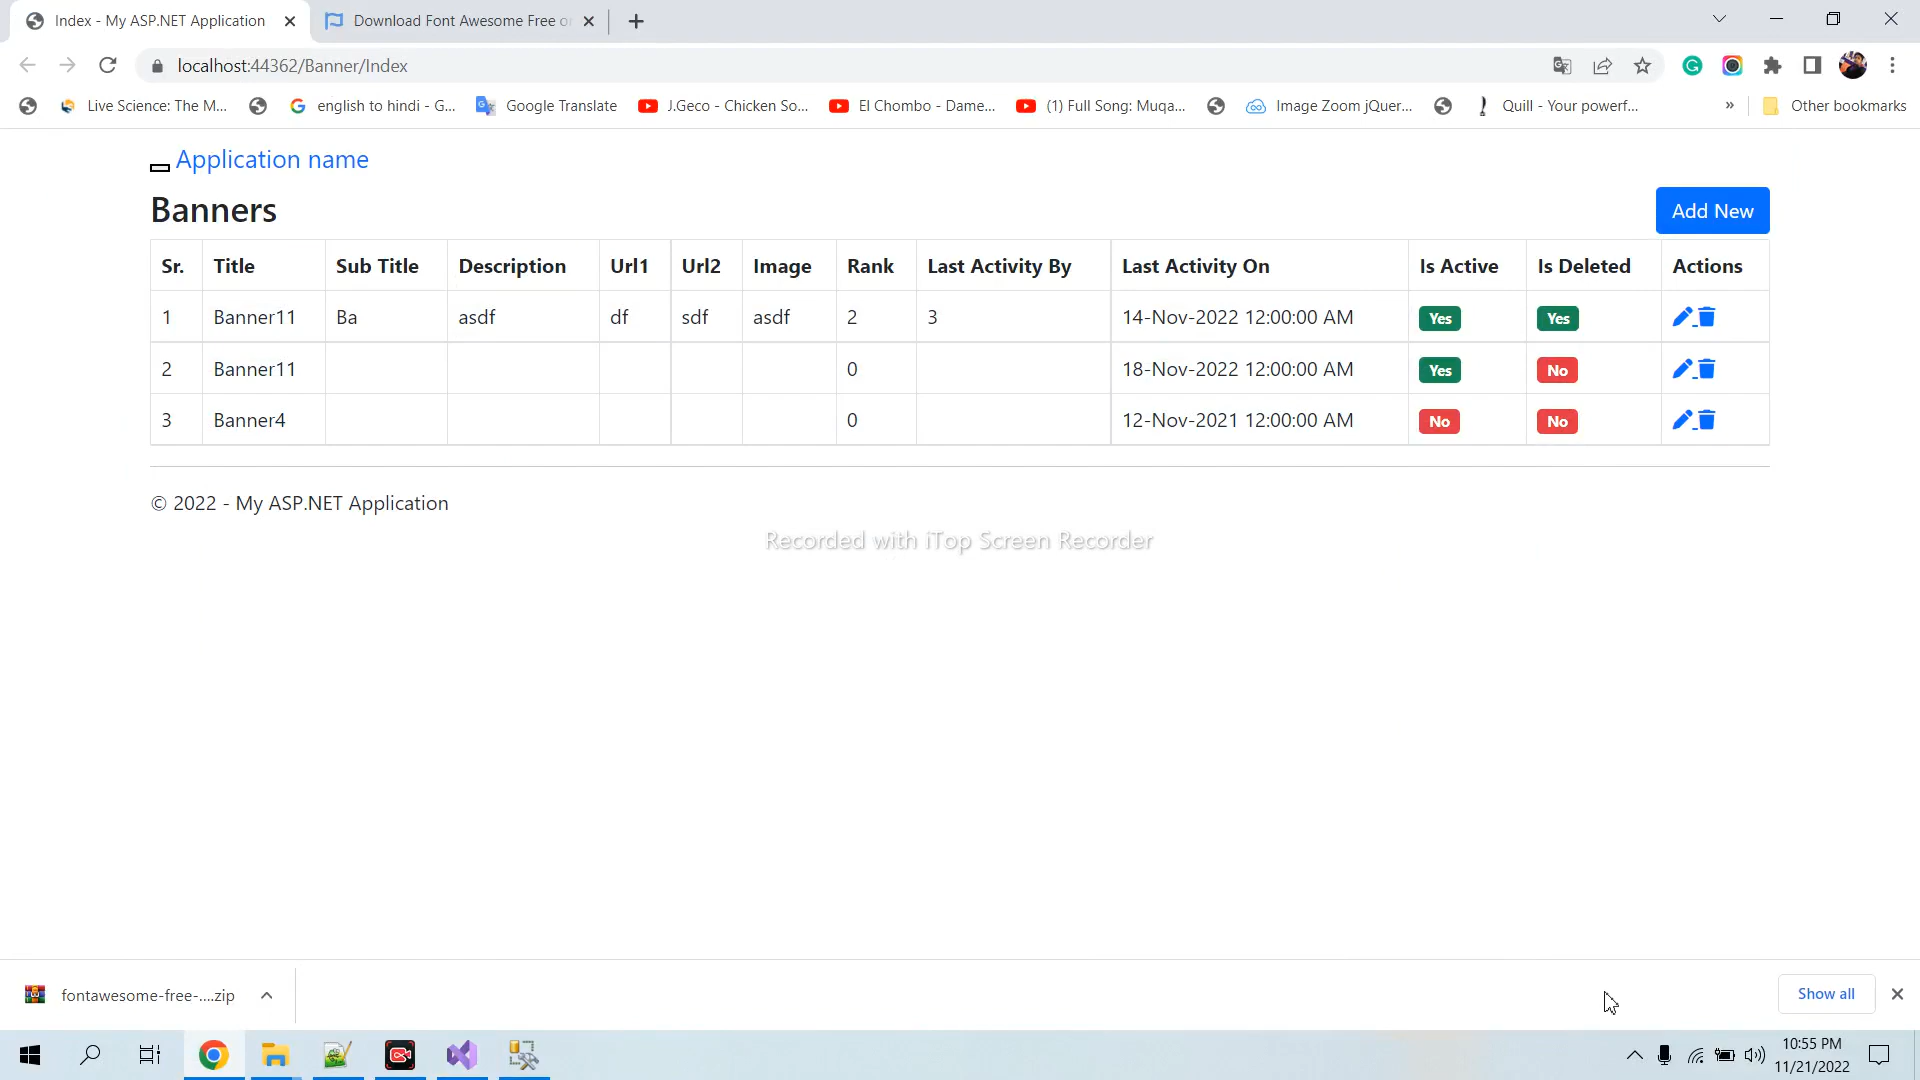 Index - My ASP.NET Application
Download Font Awesome Free o
localhost:44362/Banner/Index
Live Science: The M...
english to hindi - G...
Google Translate
J.Geco - Chicken So...
El Chombo - Dame...
(1) Full Song: Muqa...
Image Zoom jQuer...
Quill - Your powerf...
»
Other bookmarks
Application name
Banners
Add New
Sr. Title Sub Title Description Url1 Url2 Image Rank Last Activity By Last Activity On Is Active Is Deleted Actions
1 Banner11 Ba asdf df sdf asdf 2 3 14-Nov-2022 12:00:00 AM Yes Yes
2 Banner11 0 18-Nov-2022 12:00:00 AM Yes No
3 Banner4 0 12-Nov-2021 12:00:00 AM No No
© 2022 - My ASP.NET Application
Recorded with iTop Screen Recorder
fontawesome-free-....zip
Show all
10:55 PM
11/21/2022